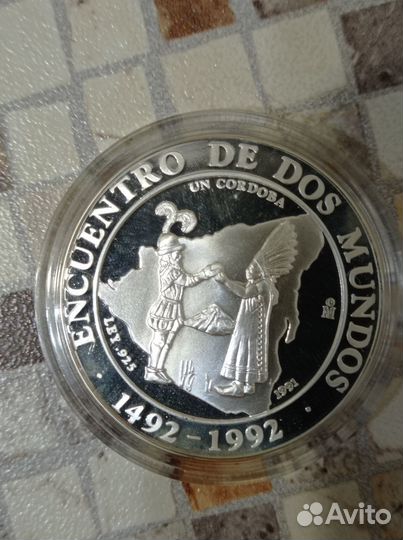 ENCUENTRO DE DOS MUNDOS
UN CORDOBA
LEY .925
M
1991
· 1492-1992 ·
Avito